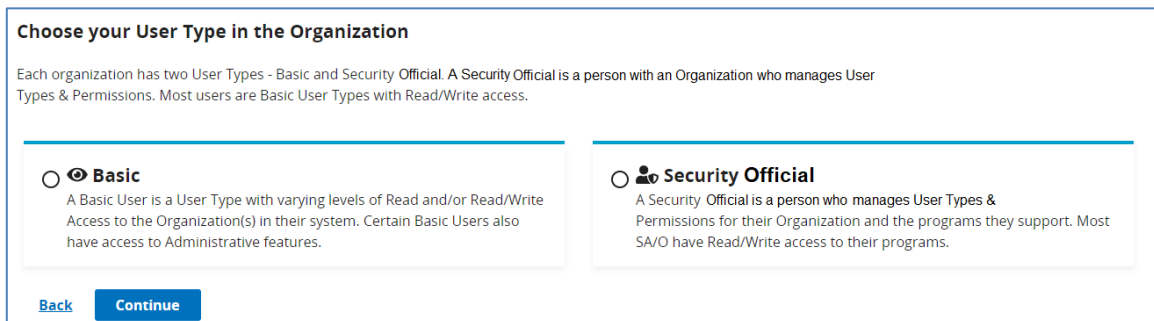 Choose your User Type in the Organization
Each organization has two User Types - Basic and Security Official. A Security Official is a person with an Organization who manages User
Types & Permissions. Most users are Basic User Types with Read/Write access.
Basic
A Basic User is a User Type with varying levels of Read and/or Read/Write
Access to the Organization(s) in their system. Certain Basic Users also
have access to Administrative features.
Security Official
A Security Official is a person who manages User Types &
Permissions for their Organization and the programs they support. Most
SA/O have Read/Write access to their programs.
Back
Continue